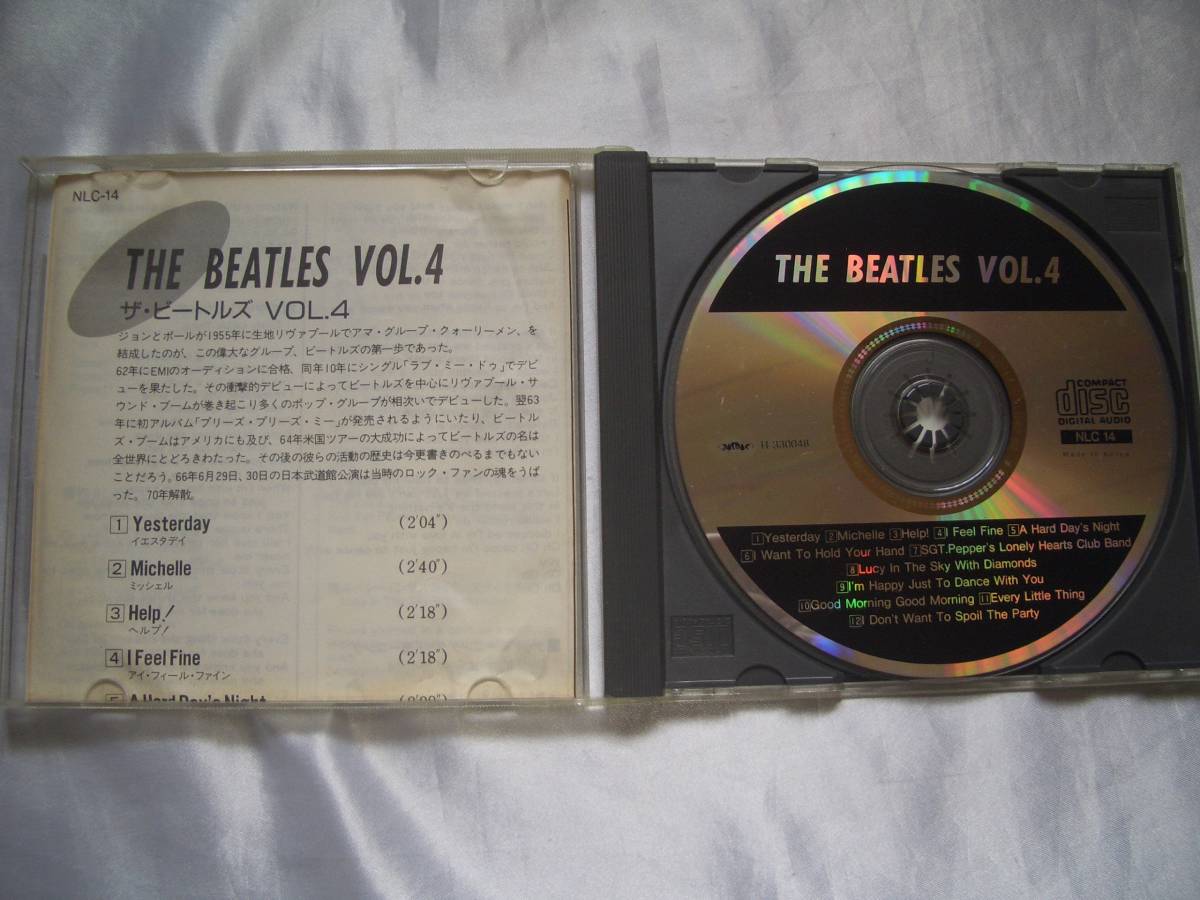 NLC-14
THE BEATLES VOL.4
ザ・ビートルズ VOL.4
ジョンとポールが1955年に生地リヴァプールでアマ・グループ・クォーリーメン、を
結成したのが、この偉大なグループ、ビートルズの第一歩であった。
62年にEMIのオーディションに合格、同年10年にシングル「ラブ・ミー・ドゥ」でデビ
ューを果たした。その衝撃的デビューによってビートルズを中心にリヴァプール・サ
ウンド・ブームが巻き起こり多くのポップ・グループが相次いでデビューした。翌63
年に初アルバム「プリーズ・プリーズ・ミー」が発売されるようにいたり、ビートル
ズ・ブームはアメリカにも及び、64年米国ツアーの大成功によってビートルズの名は
全世界にとどろきわたった。その後の彼らの活動の歴史は今更書きのべるまでもない
ことだろう。66年6月29日、30日の日本武道館公演は当時のロック・ファンの魂をうば
った。70年解散。
1 Yesterday (2'04")
イエスタデイ
2 Michelle (2'40")
ミッシェル
3 Help! (2'18")
ヘルプ!
4 I Feel Fine (2'18")
アイ・フィール・ファイン
5 A Hard Day's Night
THE BEATLES VOL.4
COMPACT
disc
DIGITAL AUDIO
NLC 14
Made in Korea
H 330048
1 Yesterday 2 Michelle 3 Help! 4 I Feel Fine 5 A Hard Day's Night
6 I Want To Hold Your Hand 7 SGT.Pepper's Lonely Hearts Club Band
8 Lucy In The Sky With Diamonds
9 I'm Happy Just To Dance With You
10 Good Morning Good Morning 11 Every Little Thing
12 I Don't Want To Spoil The Party